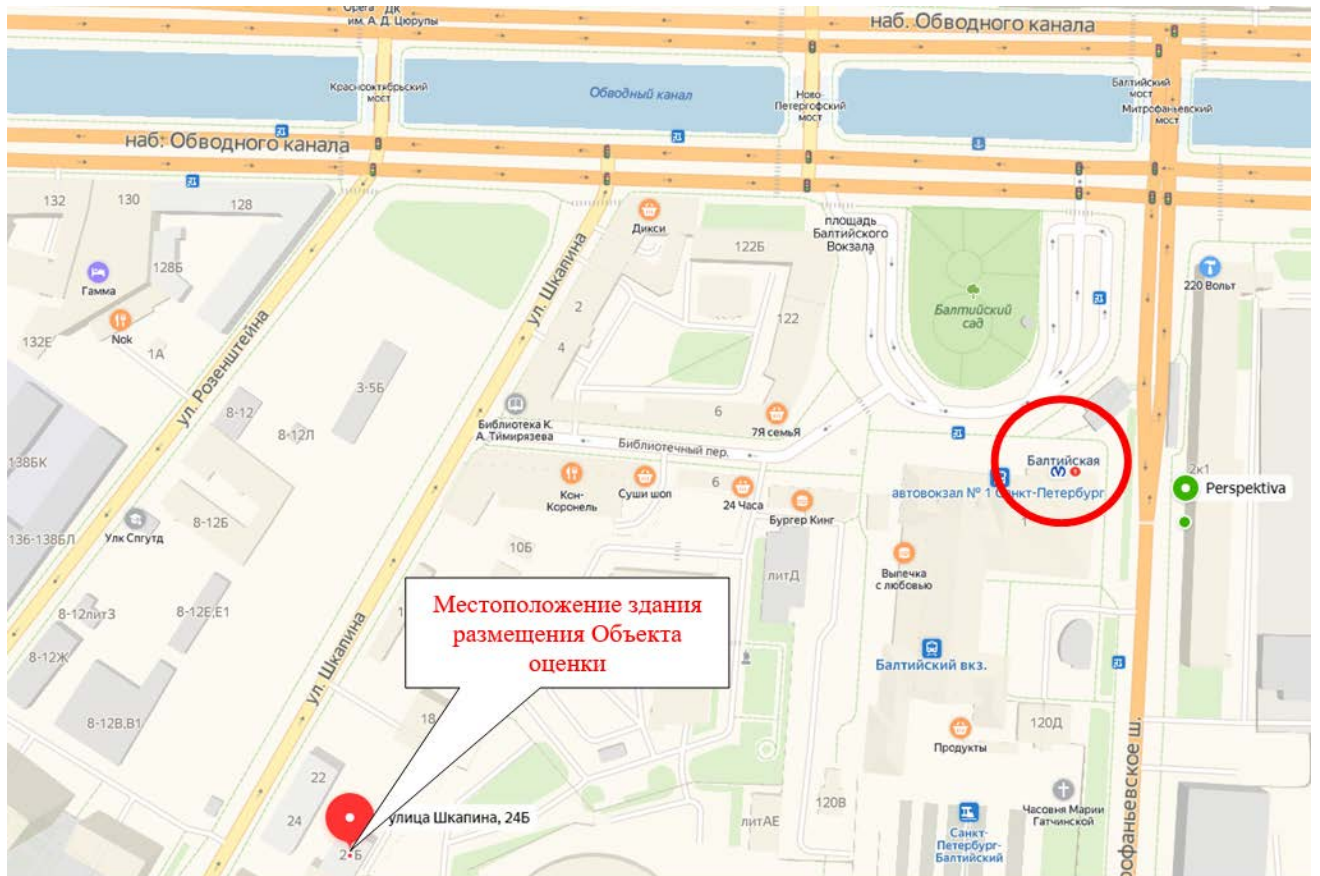 Орега ДК
им. А. Д. Цюрупы
наб. Обводного канала
Краснооктябрьский
мост
Обводный канал
Ново-
Петергофский
мост
Балтийский
мост
Митрофаньевский
мост
наб. Обводного канала
132
130
128
128Б
Гамма
Nok
132Е
1А
ул. Розенштейна
Дикси
122Б
ул. Шкапина
2
4
122
площадь
Балтийского
Вокзала
Балтийский
сад
220 Вольт
3-5Б
8-12
8-12Л
Библиотека К.
А. Тимирязева
6
7Я семьЯ
Библиотечный пер.
138БК
Кон-
Коронель
Суши шоп
6
24 Часа
Бургер Кинг
Балтийская
автовокзал № 1 Санкт-Петербург
1
2к1
Perspektiva
136-138БЛ
Улк Спгутд
8-12Б
10Б
литД
Выпечка
с любовью
8-12литЗ
8-12Е,Е1
8-12Ж
8-12В,В1
ул. Шкапина
Местоположение здания
размещения Объекта
оценки
Балтийский вкз.
18
22
24
улица Шкапина, 24Б
Продукты
120Д
120В
литАЕ
Часовня Марии
Гатчинской
Санкт-
Петербург-
Балтийский
рофаньевское ш.